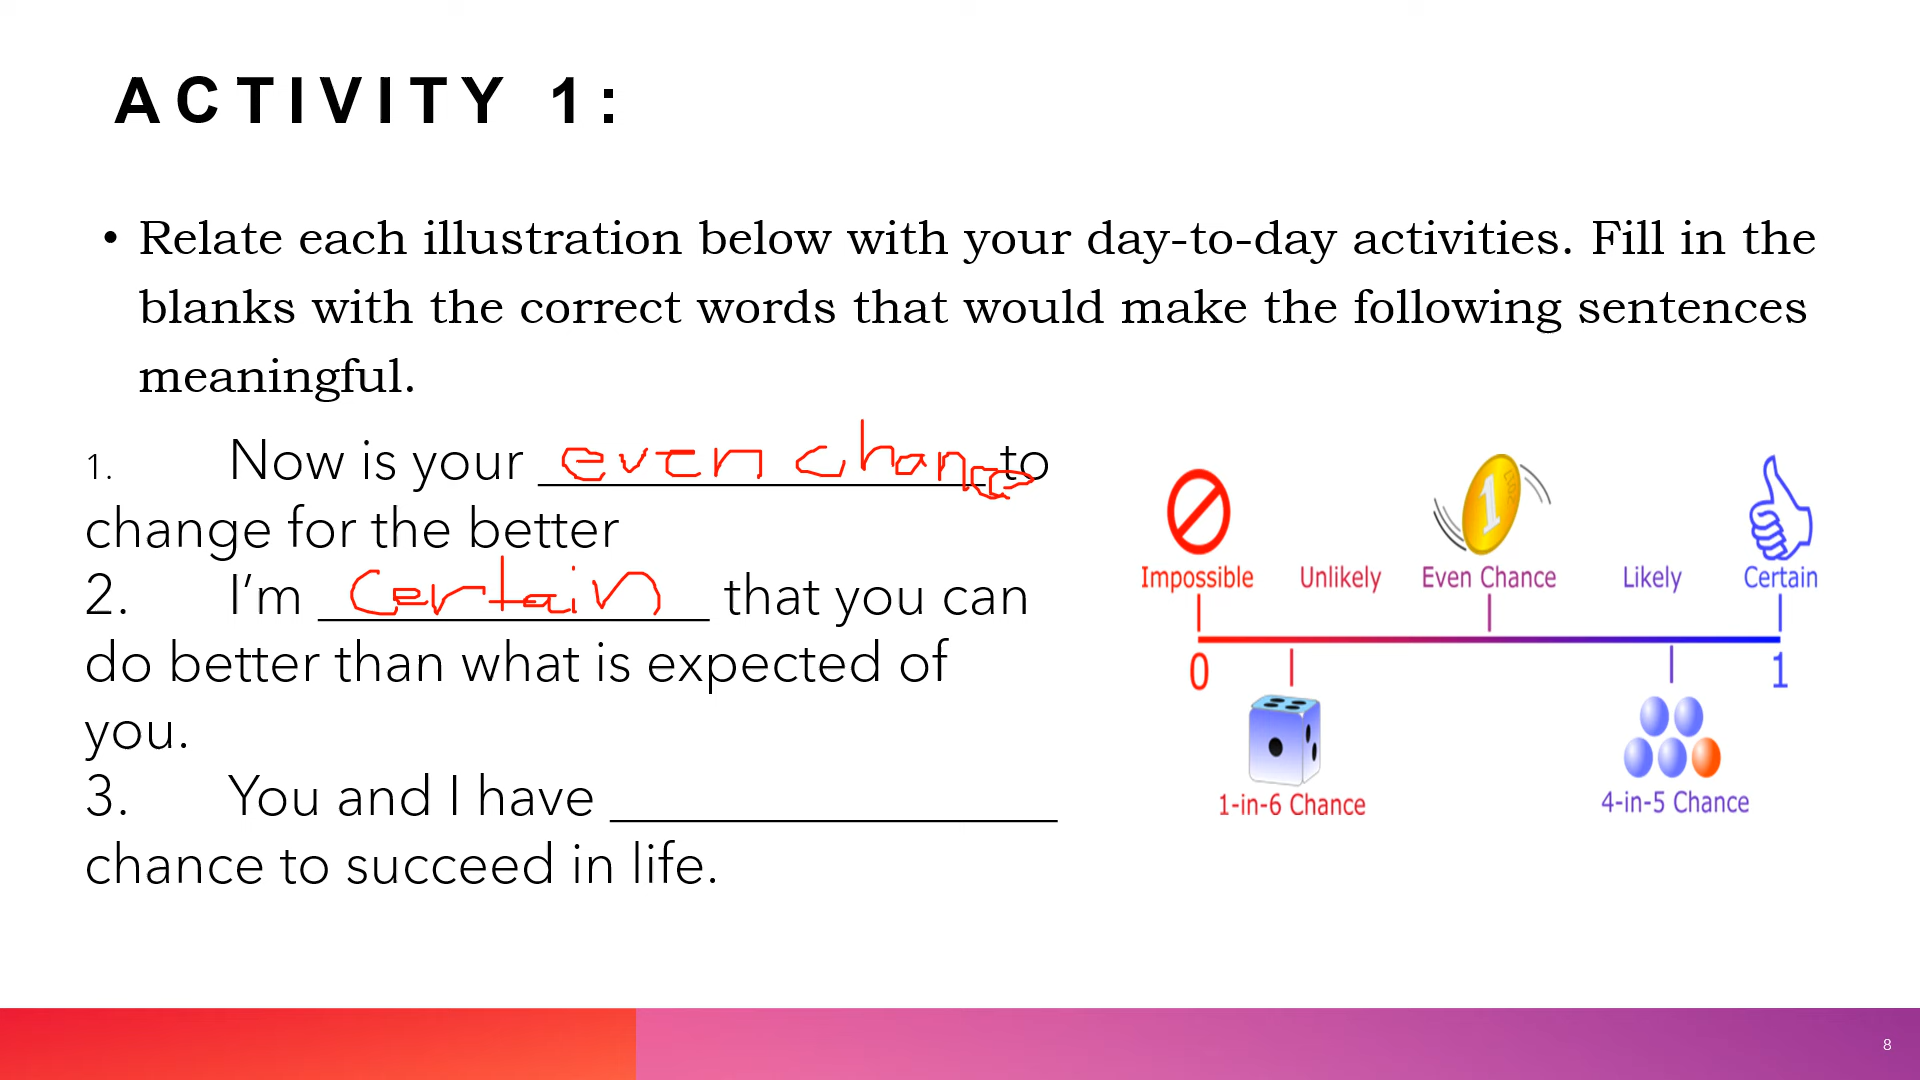 ACTIVITY 1:
• Relate each illustration below with your day-to-day activities. Fill in the
blanks with the correct words that would make the following sentences
meaningful.
1. Now is your even chance to
change for the better
2. I’m certain that you can
do better than what is expected of
you.
3. You and I have ________________
chance to succeed in life.
Impossible Unlikely Even Chance Likely Certain
0 1
1-in-6 Chance 4-in-5 Chance
8